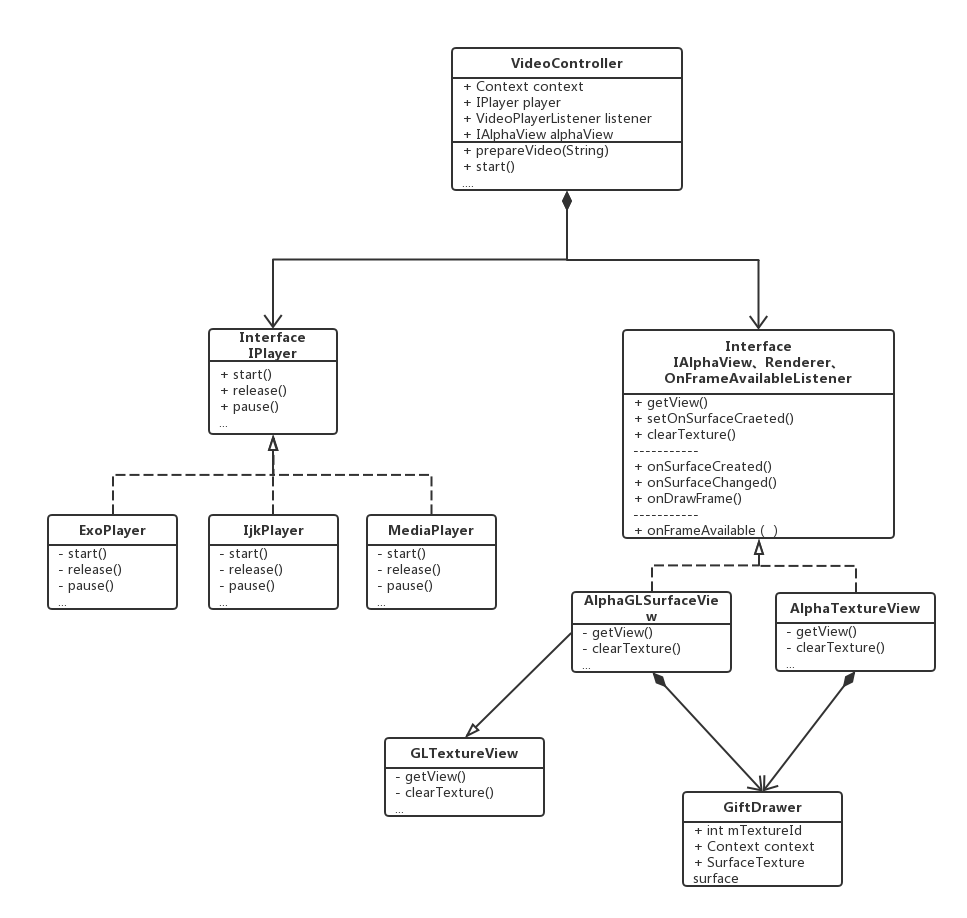 VideoController
+ Context context
+ IPlayer player
+ VideoPlayerListener listener
+ IAlphaView alphaView
+ prepareVideo(String)
+ start()
....
Interface
IPlayer
+ start()
+ release()
+ pause()
...
Interface
IAlphaView、Renderer、
OnFrameAvailableListener
+ getView()
+ setOnSurfaceCraeted()
+ clearTexture()
-----------
+ onSurfaceCreated()
+ onSurfaceChanged()
+ onDrawFrame()
-----------
+ onFrameAvailable ( )
ExoPlayer
- start()
- release()
- pause()
...
IjkPlayer
- start()
- release()
- pause()
...
MediaPlayer
- start()
- release()
- pause()
...
AlphaGLSurfaceVie
w
- getView()
- clearTexture()
...
AlphaTextureView
- getView()
- clearTexture()
...
GLTextureView
- getView()
- clearTexture()
...
GiftDrawer
+ int mTextureId
+ Context context
+ SurfaceTexture
surface